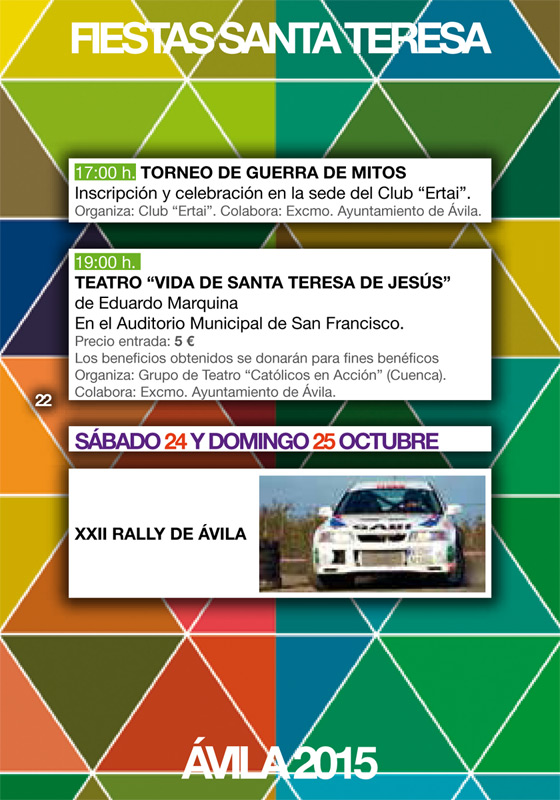 FIESTAS SANTA TERESA
17:00 h. TORNEO DE GUERRA DE MITOS
Inscripción y celebración en la sede del Club “Ertai”.
Organiza: Club “Ertai”. Colabora: Excmo. Ayuntamiento de Ávila.
19:00 h.
TEATRO “VIDA DE SANTA TERESA DE JESÚS”
de Eduardo Marquina
En el Auditorio Municipal de San Francisco.
Precio entrada: 5 €
Los beneficios obtenidos se donarán para fines benéficos
Organiza: Grupo de Teatro “Católicos en Acción” (Cuenca).
Colabora: Excmo. Ayuntamiento de Ávila.
22
SÁBADO 24 Y DOMINGO 25 OCTUBRE
XXII RALLY DE ÁVILA
ÁVILA 2015